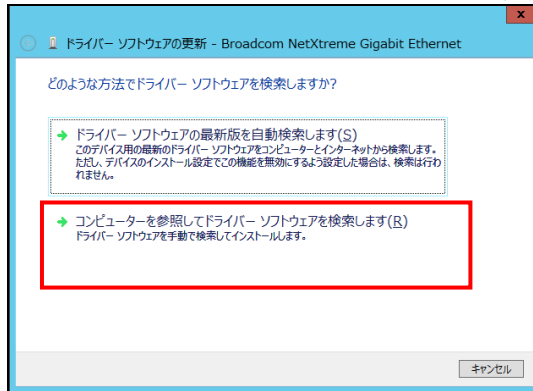 x
ドライバー ソフトウェアの更新 - Broadcom NetXtreme Gigabit Ethernet
どのような方法でドライバー ソフトウェアを検索しますか?
ドライバー ソフトウェアの最新版を自動検索します(S)
このデバイス用の最新のドライバー ソフトウェアをコンピューターとインターネットから検索します。
ただし、デバイスのインストール設定でこの機能を無効にするよう設定した場合は、検索は行わ
れません。
コンピューターを参照してドライバー ソフトウェアを検索します(R)
ドライバー ソフトウェアを手動で検索してインストールします。
キャンセル